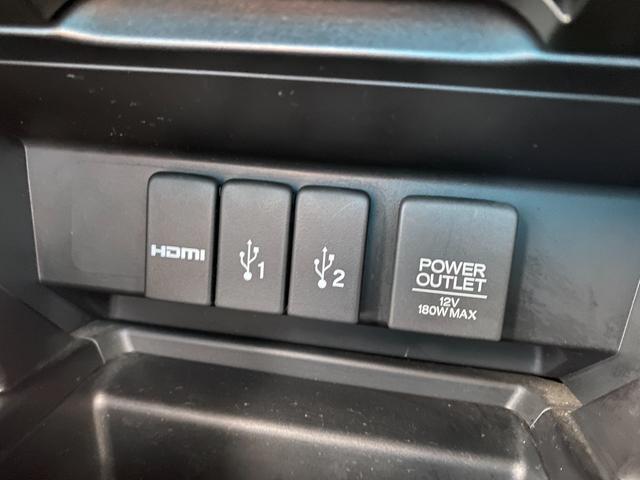 HDMI
1
2
POWER
OUTLET
12V
180W MAX